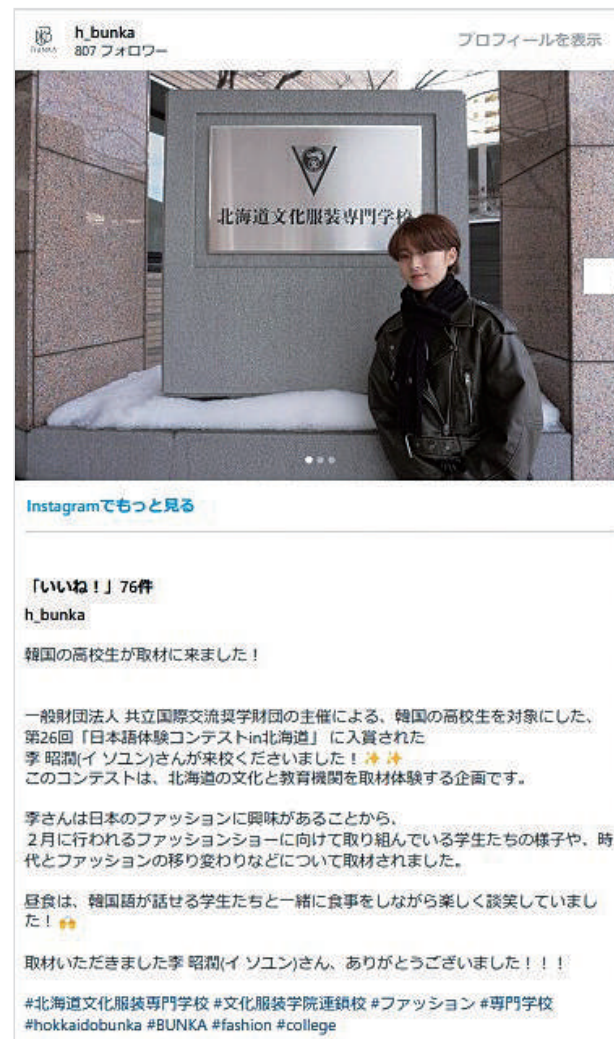 h_bunka
807 フォロワー
プロフィールを表示
北海道文化服装専門学校
Instagramでもっと見る
「いいね！」76件
h_bunka
韓国の高校生が取材に来ました！
一般財団法人 共立国際交流奨学財団の主催による、韓国の高校生を対象にした、
第26回「日本語体験コンテストin北海道」 に入賞された
李 昭潤(イ ソユン)さんが来校くださいました！✨✨
このコンテストは、北海道の文化と教育機関を取材体験する企画です。
李さんは日本のファッションに興味があることから、
２月に行われるファッションショーに向けて取り組んでいる学生たちの様子や、時
代とファッションの移り変わりなどについて取材されました。
昼食は、韓国語が話せる学生たちと一緒に食事をしながら楽しく談笑していまし
た！🙌
取材いただきました李 昭潤(イ ソユン)さん、ありがとうございました！！！
#北海道文化服装専門学校 #文化服装学院連鎖校 #ファッション #専門学校
#hokkaidobunka #BUNKA #fashion #college